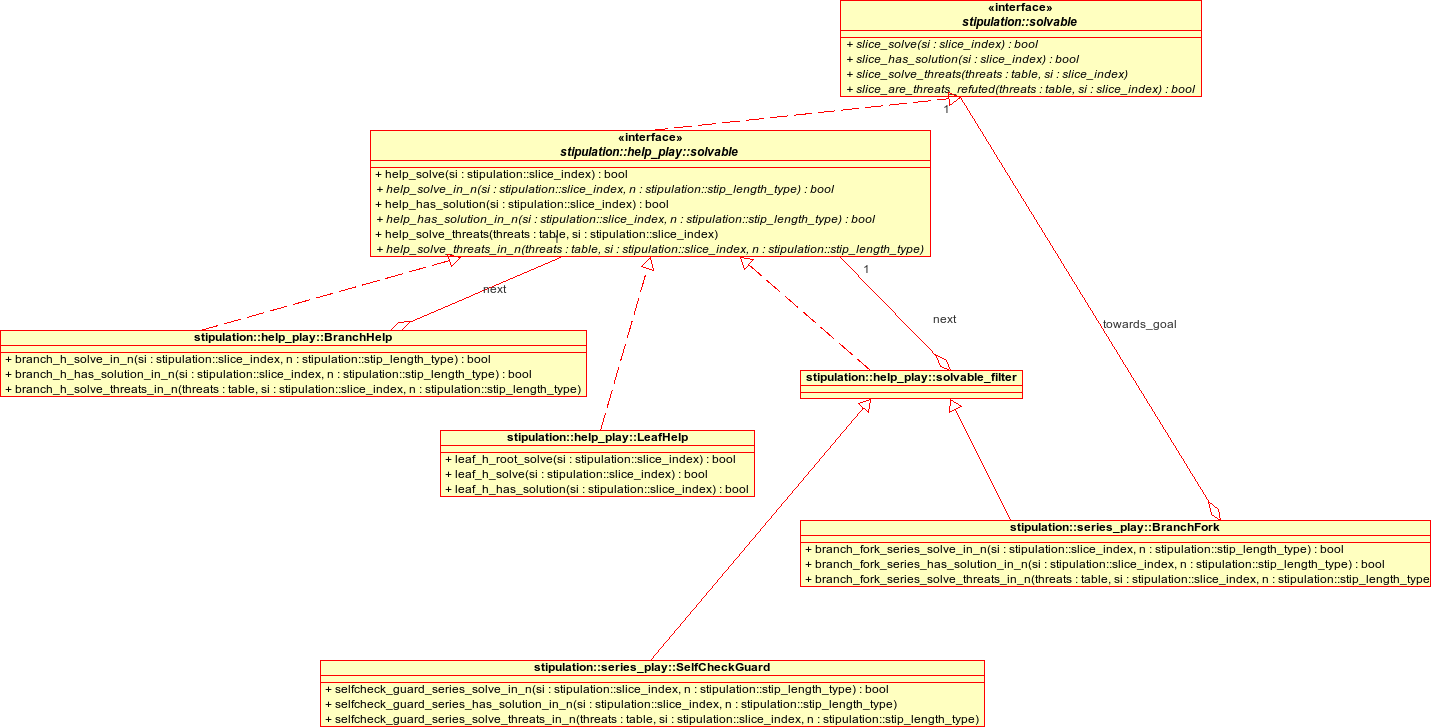 «interface»
stipulation::solvable
+ slice_solve(si : slice_index) : bool
+ slice_has_solution(si : slice_index) : bool
+ slice_solve_threats(threats : table, si : slice_index)
+ slice_are_threats_refuted(threats : table, si : slice_index) : bool
1
«interface»
stipulation::help_play::solvable
+ help_solve(si : stipulation::slice_index) : bool
+ help_solve_in_n(si : stipulation::slice_index, n : stipulation::stip_length_type) : bool
+ help_has_solution(si : stipulation::slice_index) : bool
+ help_has_solution_in_n(si : stipulation::slice_index, n : stipulation::stip_length_type) : bool
+ help_solve_threats(threats : table, si : stipulation::slice_index)
+ help_solve_threats_in_n(threats : table, si : stipulation::slice_index, n : stipulation::stip_length_type)
1
1
next
next
towards_goal
stipulation::help_play::BranchHelp
+ branch_h_solve_in_n(si : stipulation::slice_index, n : stipulation::stip_length_type) : bool
+ branch_h_has_solution_in_n(si : stipulation::slice_index, n : stipulation::stip_length_type) : bool
+ branch_h_solve_threats_in_n(threats : table, si : stipulation::slice_index, n : stipulation::stip_length_type)
stipulation::help_play::solvable_filter
stipulation::help_play::LeafHelp
+ leaf_h_root_solve(si : stipulation::slice_index) : bool
+ leaf_h_solve(si : stipulation::slice_index) : bool
+ leaf_h_has_solution(si : stipulation::slice_index) : bool
stipulation::series_play::BranchFork
+ branch_fork_series_solve_in_n(si : stipulation::slice_index, n : stipulation::stip_length_type) : bool
+ branch_fork_series_has_solution_in_n(si : stipulation::slice_index, n : stipulation::stip_length_type) : bool
+ branch_fork_series_solve_threats_in_n(threats : table, si : stipulation::slice_index, n : stipulation::stip_length_type
stipulation::series_play::SelfCheckGuard
+ selfcheck_guard_series_solve_in_n(si : stipulation::slice_index, n : stipulation::stip_length_type) : bool
+ selfcheck_guard_series_has_solution_in_n(si : stipulation::slice_index, n : stipulation::stip_length_type)
+ selfcheck_guard_series_solve_threats_in_n(threats : table, si : stipulation::slice_index, n : stipulation::stip_length_type)